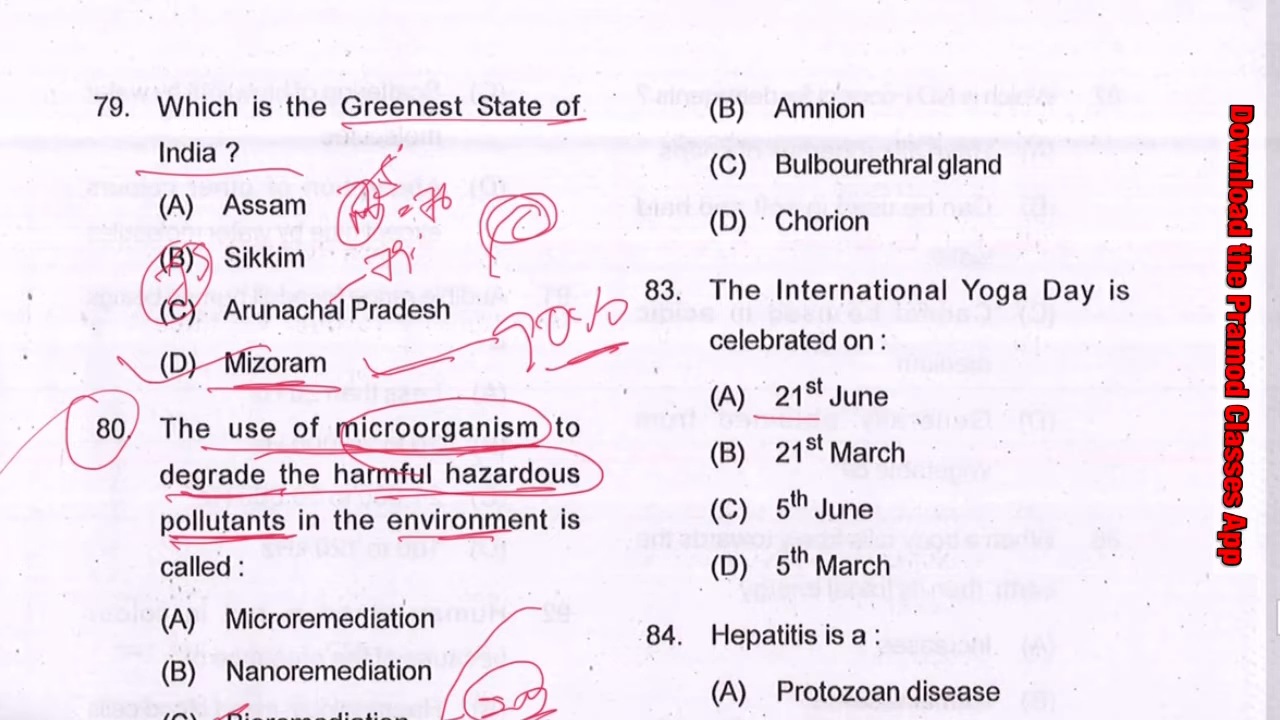 79. Which is the Greenest State of
India ?
(A) Assam
(B) Sikkim
(C) Arunachal Pradesh
(D) Mizoram
80. The use of microorganism to
degrade the harmful hazardous
pollutants in the environment is
called :
(A) Microremediation
(B) Nanoremediation
(C) Bioremediation
(B) Amnion
(C) Bulbourethral gland
(D) Chorion
83. The International Yoga Day is
celebrated on :
(A) 21st June
(B) 21st March
(C) 5th June
(D) 5th March
84. Hepatitis is a :
(A) Protozoan disease
Download the Pramod Classes App